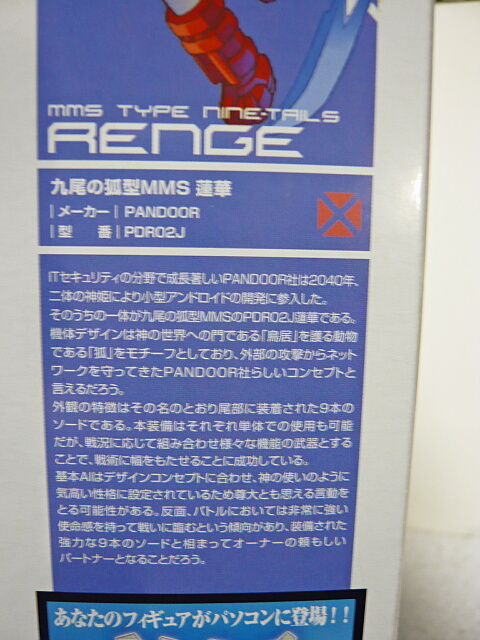 MMS TYPE NINE-TAILS
RENGE
九尾の狐型MMS 蓮華
|メーカー| PANDOOR
|型 番| PDR02J
ITセキュリティの分野で成長著しいPANDOOR社は2040年、
二体の神姫により小型アンドロイドの開発に参入した。
そのうちの一体が九尾の狐型MMSのPDR02J蓮華である。
機体デザインは神の世界への門である「鳥居」を護る動物
である「狐」をモチーフとしており、外部の攻撃からネット
ワークを守ってきたPANDOOR社らしいコンセプトと
言えるだろう。
外観の特徴はその名のとおり尾部に装着された9本の
ソードである。本装備はそれぞれ単体での使用も可能
だが、戦況に応じて組み合わせ様々な機能の武器とする
ことで、戦術に幅をもたせることに成功している。
基本AIはデザインコンセプトに合わせ、神の使いのように
気高い性格に設定されているため尊大とも思える言動を
とる可能性がある。反面、バトルにおいては非常に強い
使命感を持って戦いに臨むという傾向があり、装備された
強力な9本のソードと相まってオーナーの頼もしい
パートナーとなることだろう。
あなたのフィギュアがパソコンに登場!!